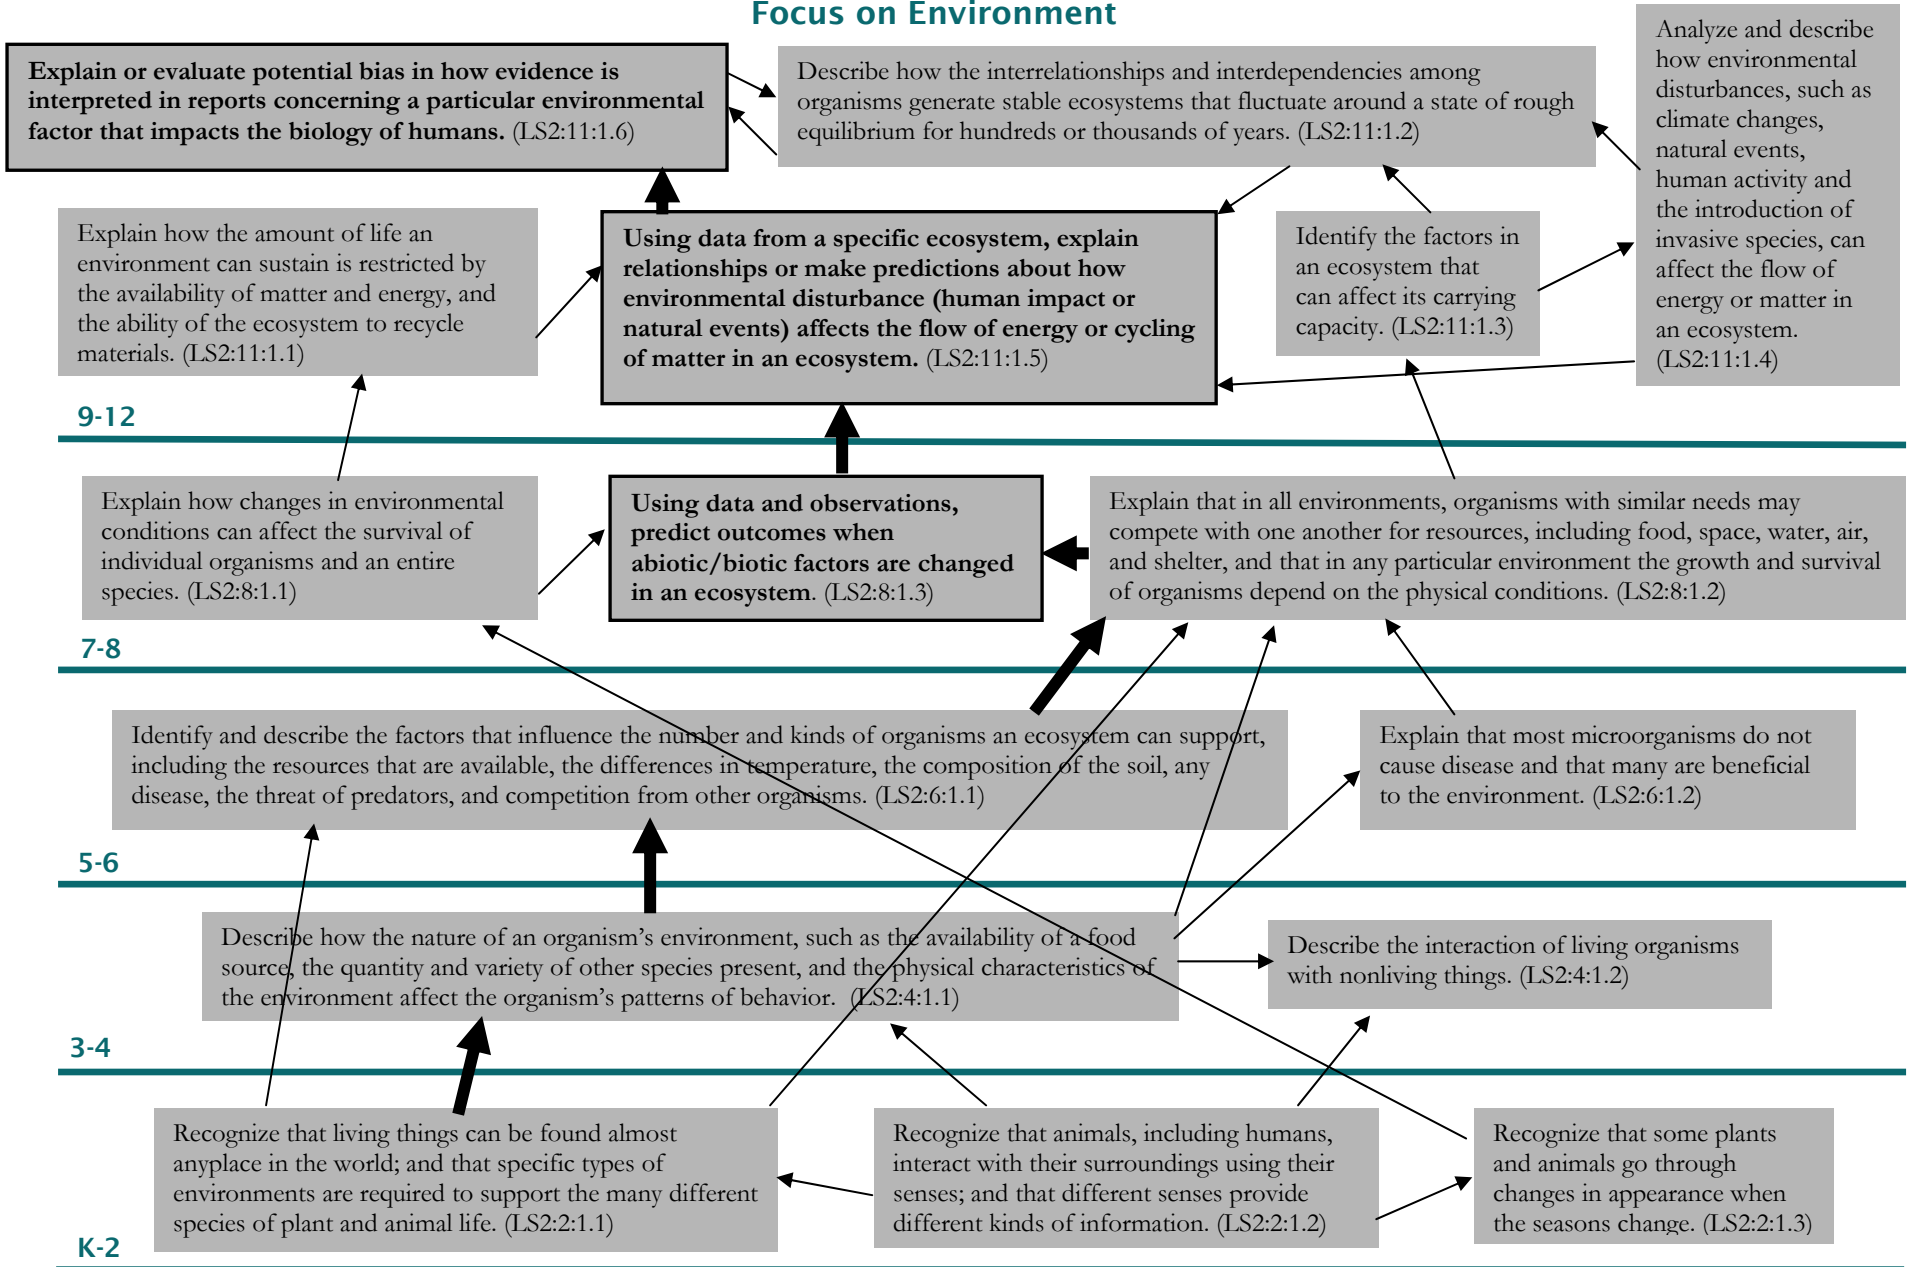 Focus on Environment
Explain or evaluate potential bias in how evidence is
interpreted in reports concerning a particular environmental
factor that impacts the biology of humans. (LS2:11:1.6)
Describe how the interrelationships and interdependencies among
organisms generate stable ecosystems that fluctuate around a state of rough
equilibrium for hundreds or thousands of years. (LS2:11:1.2)
Analyze and describe
how environmental
disturbances, such as
climate changes,
natural events,
human activity and
the introduction of
invasive species, can
affect the flow of
energy or matter in
an ecosystem.
(LS2:11:1.4)
Explain how the amount of life an
environment can sustain is restricted by
the availability of matter and energy, and
the ability of the ecosystem to recycle
materials. (LS2:11:1.1)
Using data from a specific ecosystem, explain
relationships or make predictions about how
environmental disturbance (human impact or
natural events) affects the flow of energy or cycling
of matter in an ecosystem. (LS2:11:1.5)
Identify the factors in
an ecosystem that
can affect its carrying
capacity. (LS2:11:1.3)
9-12
Explain how changes in environmental
conditions can affect the survival of
individual organisms and an entire
species. (LS2:8:1.1)
Using data and observations,
predict outcomes when
abiotic/biotic factors are changed
in an ecosystem. (LS2:8:1.3)
Explain that in all environments, organisms with similar needs may
compete with one another for resources, including food, space, water, air,
and shelter, and that in any particular environment the growth and survival
of organisms depend on the physical conditions. (LS2:8:1.2)
7-8
Identify and describe the factors that influence the number and kinds of organisms an ecosystem can support,
including the resources that are available, the differences in temperature, the composition of the soil, any
disease, the threat of predators, and competition from other organisms. (LS2:6:1.1)
Explain that most microorganisms do not
cause disease and that many are beneficial
to the environment. (LS2:6:1.2)
5-6
Describe how the nature of an organism's environment, such as the availability of a food
source, the quantity and variety of other species present, and the physical characteristics of
the environment affect the organism's patterns of behavior. (LS2:4:1.1)
Describe the interaction of living organisms
with nonliving things. (LS2:4:1.2)
3-4
Recognize that living things can be found almost
anyplace in the world; and that specific types of
environments are required to support the many different
species of plant and animal life. (LS2:2:1.1)
Recognize that animals, including humans,
interact with their surroundings using their
senses; and that different senses provide
different kinds of information. (LS2:2:1.2)
Recognize that some plants
and animals go through
changes in appearance when
the seasons change. (LS2:2:1.3)
K-2